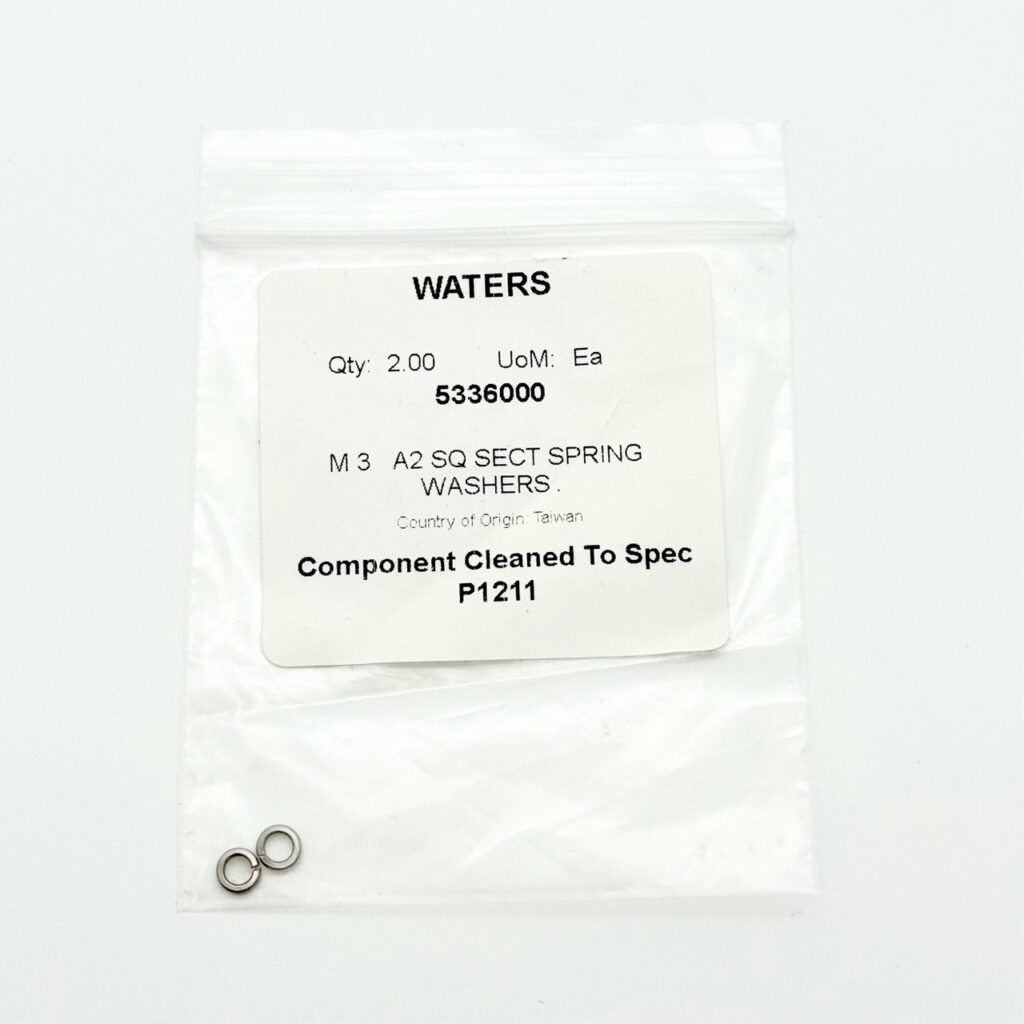 WATERS
Qty: 2.00 UoM: Ea
5336000
M 3 A2 SQ SECT SPRING
WASHERS .
Country of Origin: Taiwan
Component Cleaned To Spec
P1211